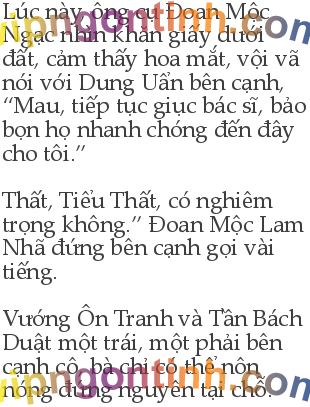 Lúc này, ông cụ Đoan Mộc
Ngạc nhìn khăn giấy dưới
đất, cảm thấy hoa mắt, vội vã
nói với Dung Uẩn bên cạnh,
“Mau, tiếp tục giục bác sĩ, bảo
bọn họ nhanh chóng đến đây
cho tôi.”
Thất, Tiểu Thất, có nghiêm
trọng không.” Đoan Mộc Lam
Nhã đứng bên cạnh gọi vài
tiếng.
Vướng Ôn Tranh và Tần Bách
Duật một trái, một phải bên
cạnh cô, bà chỉ có thể nôn
nóng đứng nguyên tại chỗ.
vipngontinh.com
vipngontinh.com